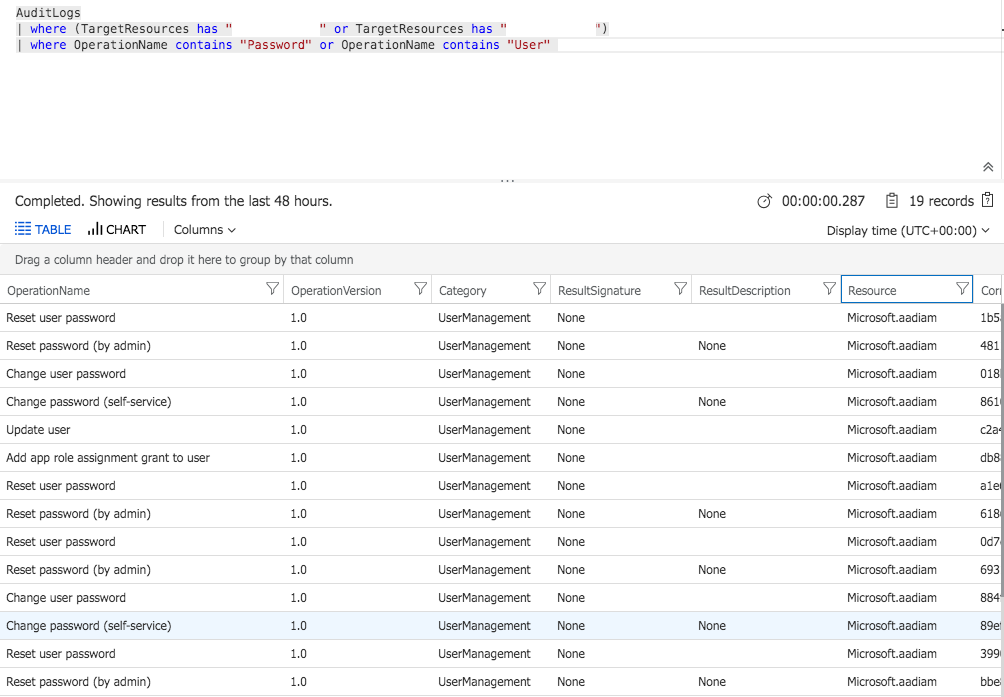 AuditLogs
| where (TargetResources has "            " or TargetResources has "            ")
| where OperationName contains "Password" or OperationName contains "User"
Completed. Showing results from the last 48 hours. 00:00:00.287 19 records
TABLE CHART Columns Display time (UTC+00:00)
Drag a column header and drop it here to group by that column
OperationName OperationVersion Category ResultSignature ResultDescription Resource
Reset user password 1.0 UserManagement None Microsoft.aadiam 1b5
Reset password (by admin) 1.0 UserManagement None None Microsoft.aadiam 481
Change user password 1.0 UserManagement None Microsoft.aadiam 018
Change password (self-service) 1.0 UserManagement None None Microsoft.aadiam 861
Update user 1.0 UserManagement None Microsoft.aadiam c2a
Add app role assignment grant to user 1.0 UserManagement None Microsoft.aadiam db8
Reset user password 1.0 UserManagement None Microsoft.aadiam a1e
Reset password (by admin) 1.0 UserManagement None None Microsoft.aadiam 618
Reset user password 1.0 UserManagement None Microsoft.aadiam 0d7
Reset password (by admin) 1.0 UserManagement None None Microsoft.aadiam 693
Change user password 1.0 UserManagement None Microsoft.aadiam 884
Change password (self-service) 1.0 UserManagement None None Microsoft.aadiam 89e
Reset user password 1.0 UserManagement None Microsoft.aadiam 399
Reset password (by admin) 1.0 UserManagement None None Microsoft.aadiam bbe